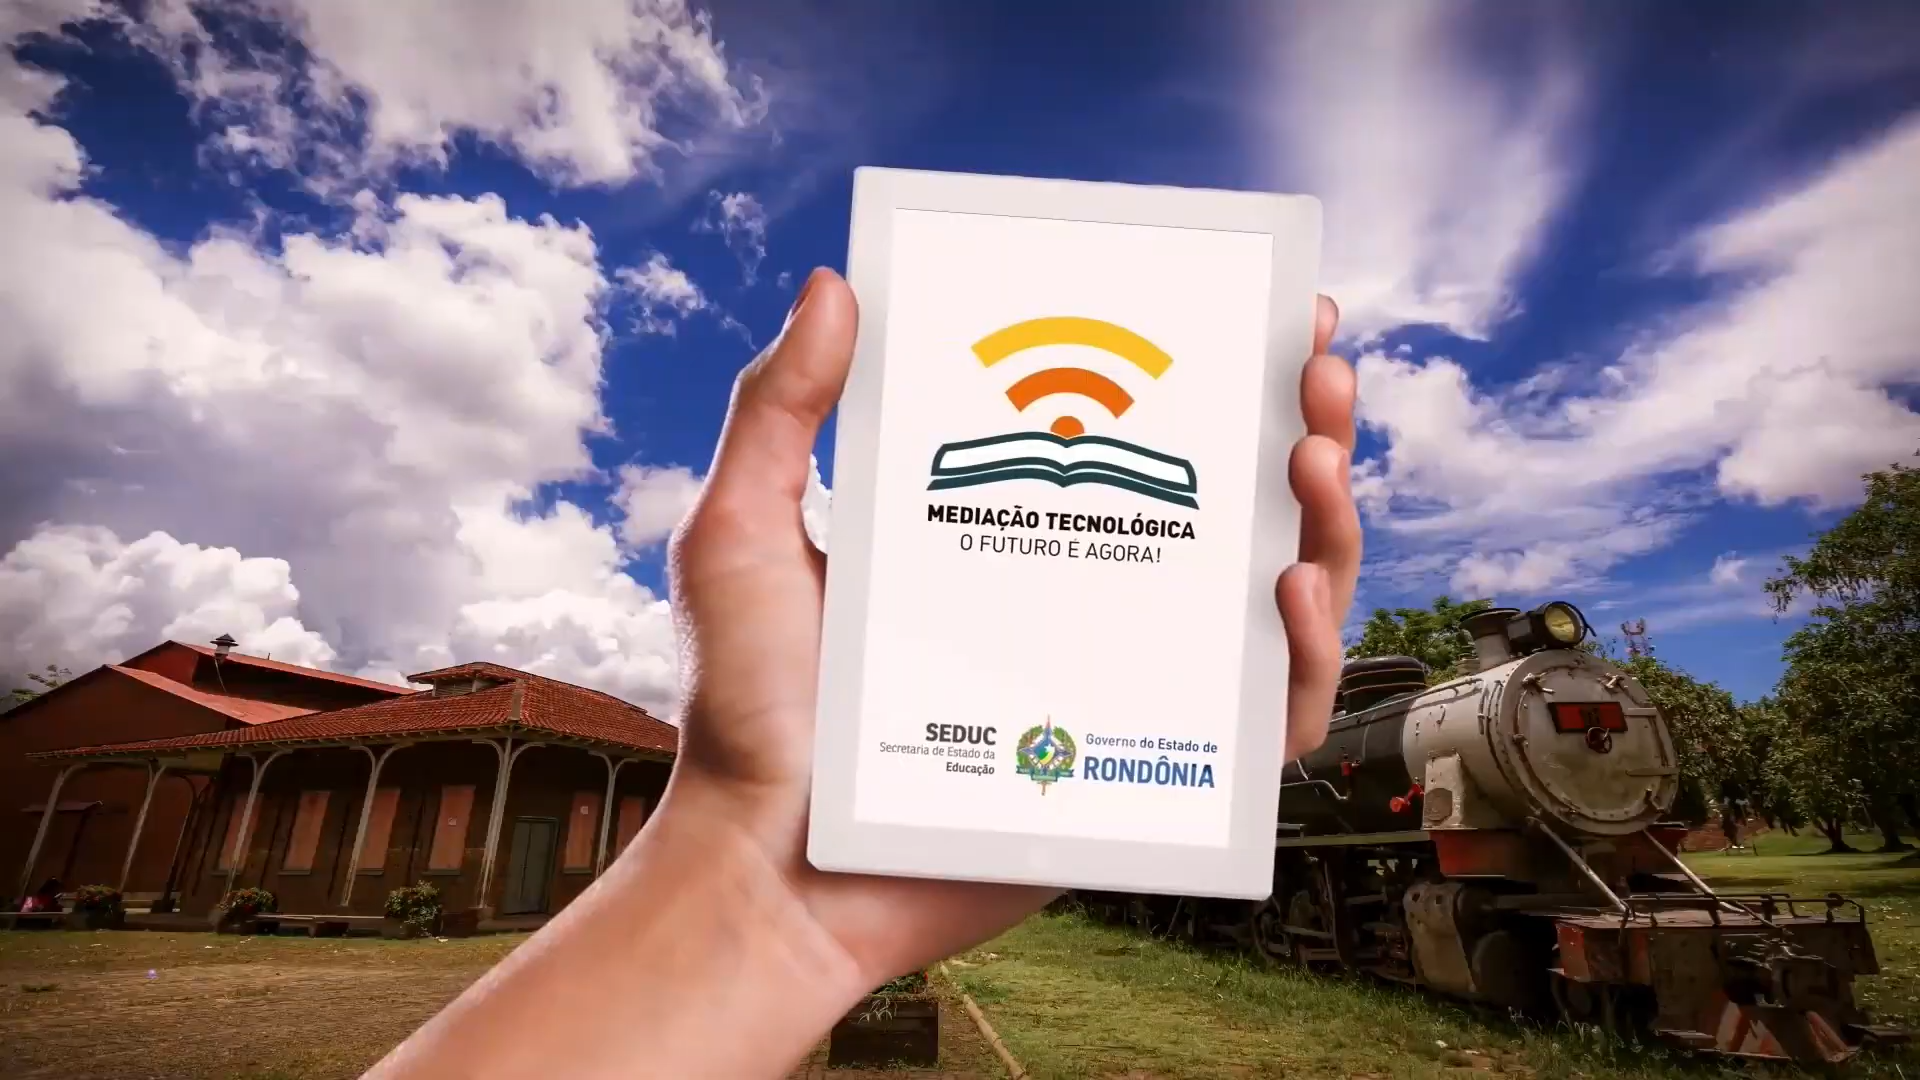 MEDIAÇÃO TECNOLÓGICA
O FUTURO É AGORA!
SEDUC
Secretaria de Estado da
Educação
Governo do Estado de
RONDÔNIA